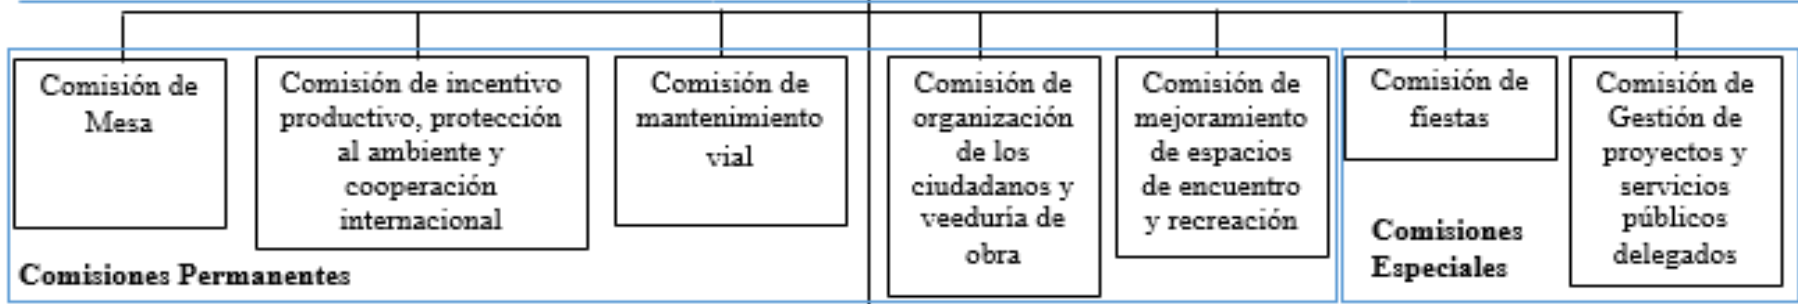 Comisión de
Mesa
Comisión de incentivo
productivo, protección
al ambiente y
cooperación
internacional
Comisión de
mantenimiento
vial
Comisión de
organización
de los
ciudadanos y
veeduría de
obra
Comisión de
mejoramiento
de espacios
de encuentro
y recreación
Comisiones Permanentes
Comisión de
fiestas
Comisión de
Gestión de
proyectos y
servicios
públicos
delegados
Comisiones
Especiales